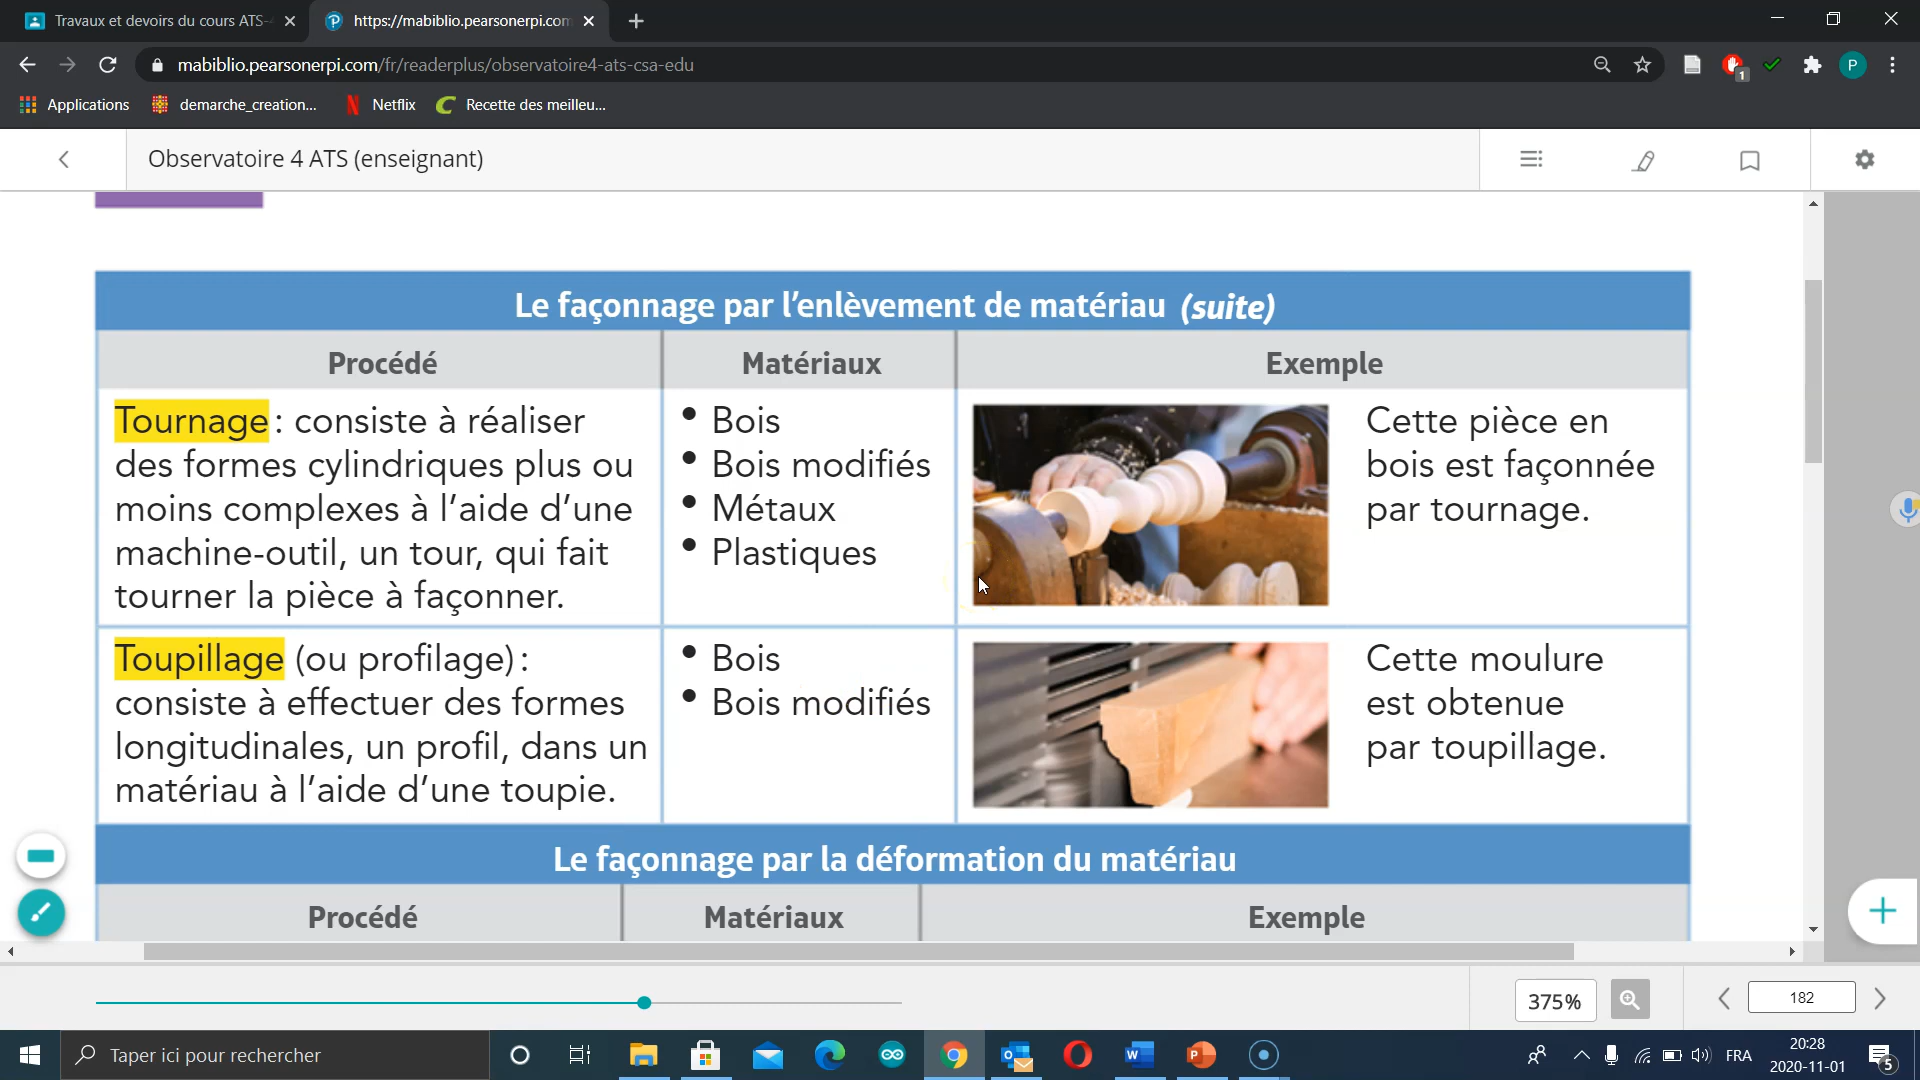 Travaux et devoirs du cours ATS-
https://mabiblio.pearsonerpi.com
mabiblio.pearsonerpi.com/fr/readerplus/observatoire4-ats-csa-edu
1
P
Applications
demarche_creation...
Netflix
Recette des meilleu...
Observatoire 4 ATS (enseignant)
Le façonnage par l'enlèvement de matériau (suite)
Procédé
Matériaux
Exemple
Tournage : consiste à réaliser
des formes cylindriques plus ou
moins complexes à l'aide d'une
machine-outil, un tour, qui fait
tourner la pièce à façonner.
• Bois
• Bois modifiés
• Métaux
• Plastiques
Cette pièce en
bois est façonnée
par tournage.
Toupillage (ou profilage) :
consiste à effectuer des formes
longitudinales, un profil, dans un
matériau à l'aide d'une toupie.
• Bois
• Bois modifiés
Cette moulure
est obtenue
par toupillage.
Le façonnage par la déformation du matériau
Procédé
Matériaux
Exemple
375%
182
Taper ici pour rechercher
FRA
20:28
2020-11-01
5